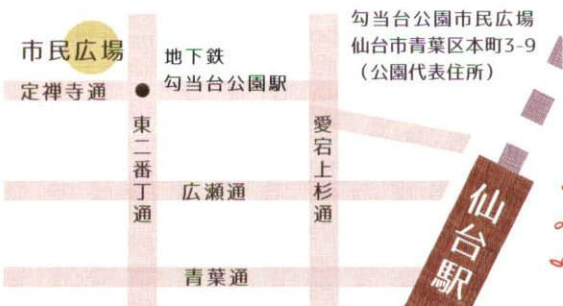 市民広場
定禅寺通
地下鉄
勾当台公園駅
勾当台公園市民広場
仙台市青葉区本町3-9
（公園代表住所）
東二番丁通
愛宕上杉通
広瀬通
青葉通
仙台駅